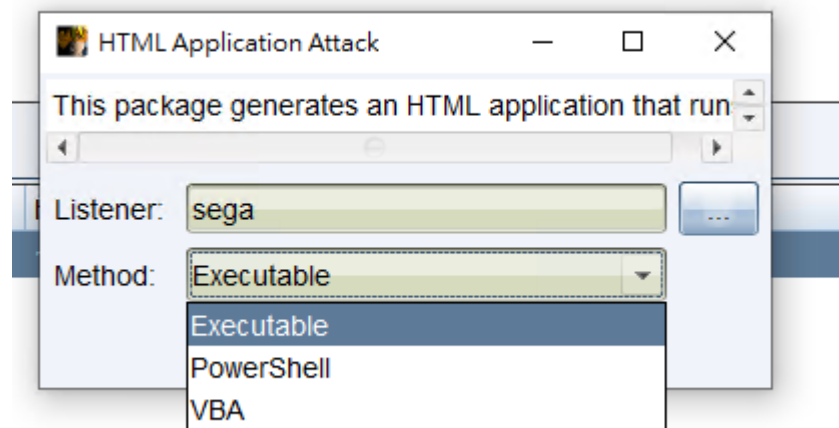 HTML Application Attack
This package generates an HTML application that run
Listener: sega ...
Method: Executable
Executable
PowerShell
VBA